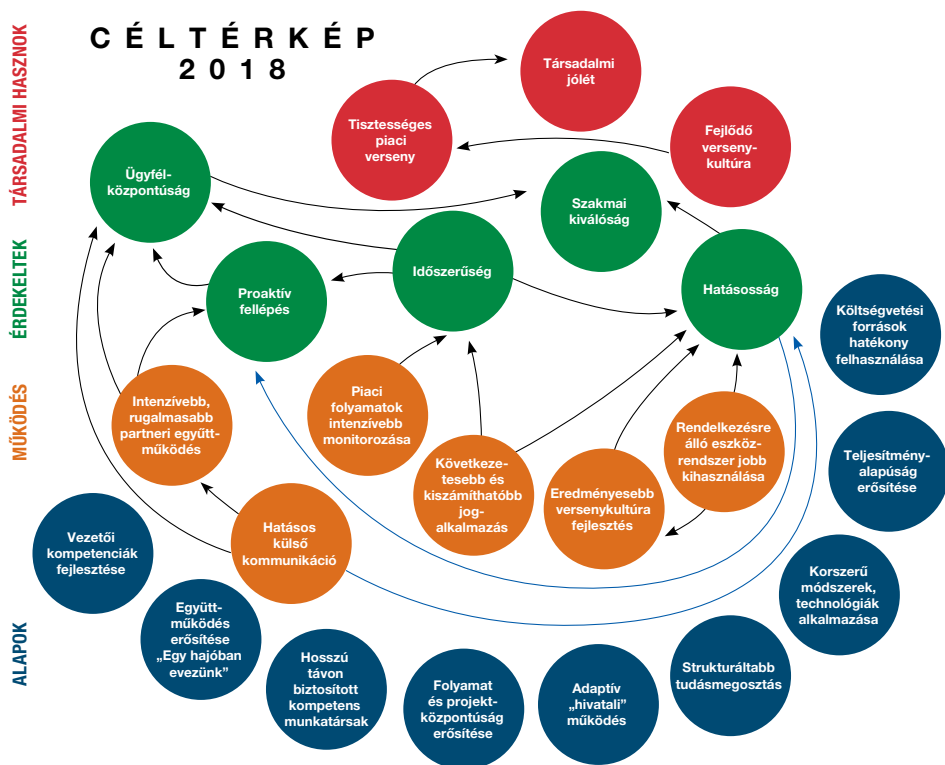 CÉLTÉRKÉP
2018
TÁRSADALMI HASZNOK
ÉRDEKELTEK
MŰKÖDÉS
ALAPOK
Társadalmi
jólét
Tisztességes
piaci
verseny
Fejlődő
verseny-
kultúra
Ügyfél-
központúság
Szakmai
kiválóság
Proaktív
fellépés
Időszerűség
Hatásosság
Intenzívebb,
rugalmasabb
partneri együtt-
működés
Piaci
folyamatok
intenzívebb
monitorozása
Következe-
tesebb és
kiszámíthatóbb
jog-
alkalmazás
Eredményesebb
versenykultúra
fejlesztés
Rendelkezésre
álló eszköz-
rendszer jobb
kihasználása
Hatásos
külső
kommunikáció
Költségvetési
források
hatékony
felhasználása
Teljesítmény-
alapúság
erősítése
Korszerű
módszerek,
technológiák
alkalmazása
Strukturáltabb
tudásmegosztás
Adaptív
„hivatali”
működés
Folyamat
és projekt-
központúság
erősítése
Hosszú
távon
biztosított
kompetens
munkatársak
Együtt-
működés
erősítése
„Egy hajóban
evezünk”
Vezetői
kompetenciák
fejlesztése